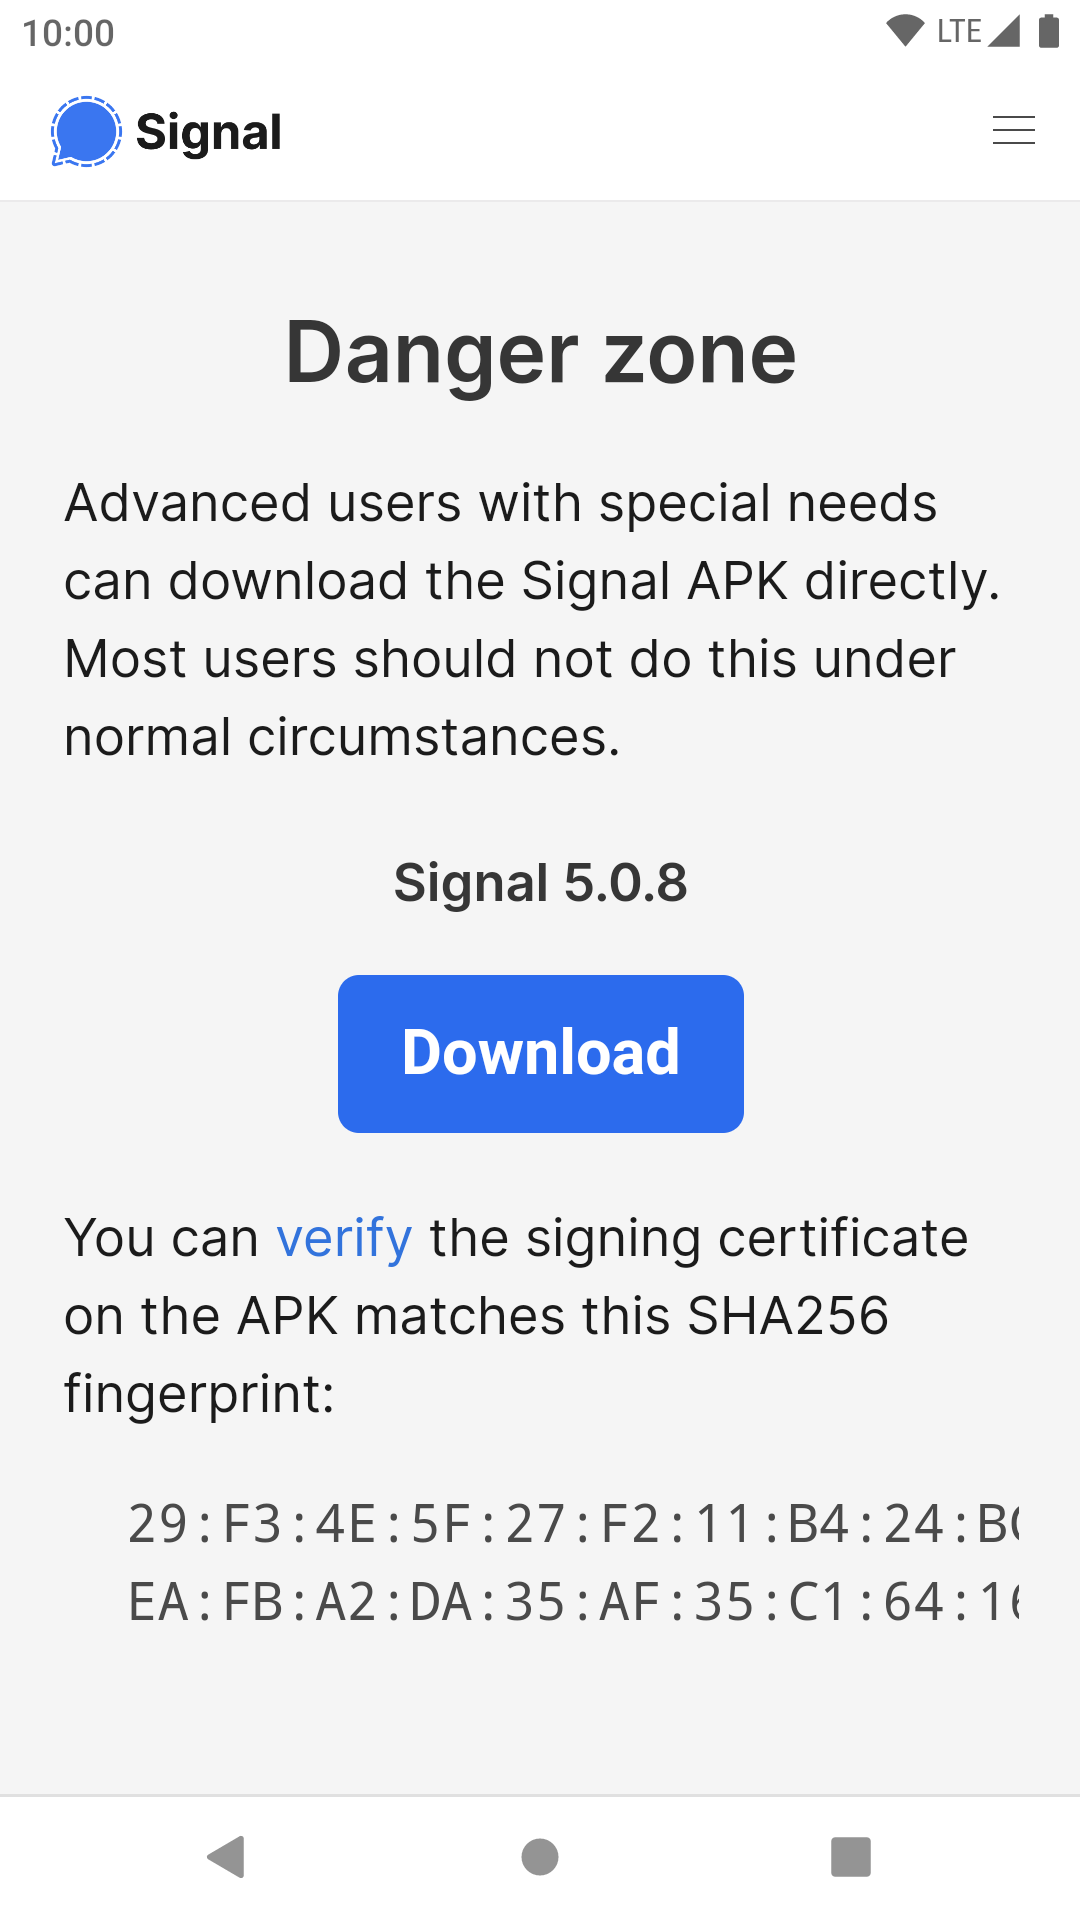 10:00
LTE
Signal
Danger zone
Advanced users with special needs
can download the Signal APK directly.
Most users should not do this under
normal circumstances.
Signal 5.0.8
Download
You can verify the signing certificate
on the APK matches this SHA256
fingerprint:
29:F3:4E:5F:27:F2:11:B4:24:B
EA:FB:A2:DA:35:AF:35:C1:64:16